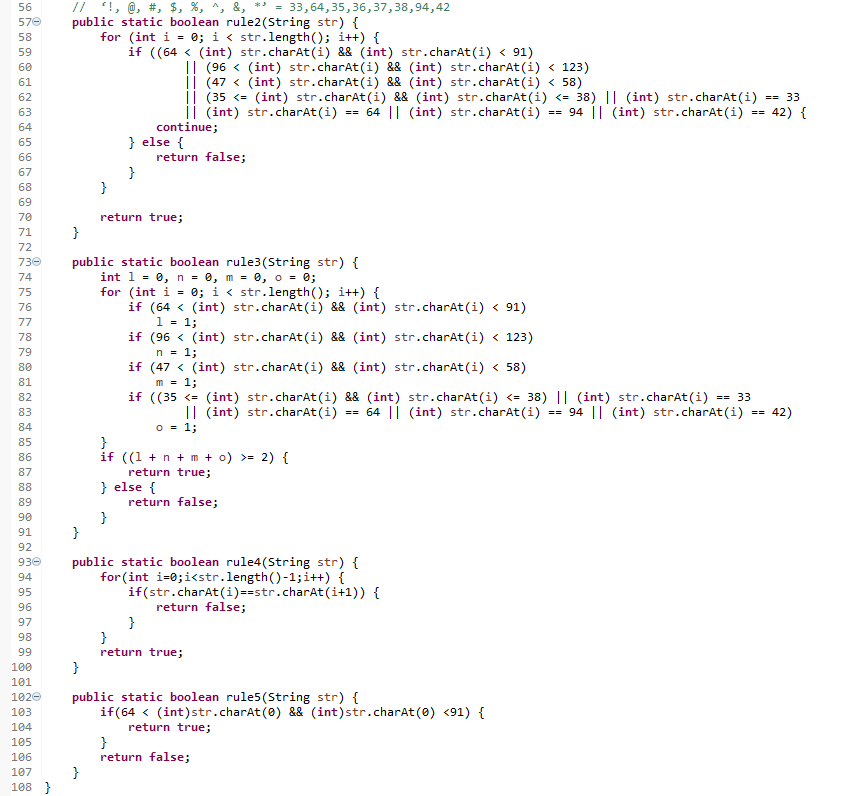 56 // ‘!, @, #, $, %, ^, &, *’ = 33,64,35,36,37,38,94,42
57 public static boolean rule2(String str) {
58 for (int i = 0; i < str.length(); i++) {
59 if ((64 < (int) str.charAt(i) && (int) str.charAt(i) < 91)
60 || (96 < (int) str.charAt(i) && (int) str.charAt(i) < 123)
61 || (47 < (int) str.charAt(i) && (int) str.charAt(i) < 58)
62 || (35 <= (int) str.charAt(i) && (int) str.charAt(i) <= 38) || (int) str.charAt(i) == 33
63 || (int) str.charAt(i) == 64 || (int) str.charAt(i) == 94 || (int) str.charAt(i) == 42) {
64 continue;
65 } else {
66 return false;
67 }
68 }
69
70 return true;
71 }
72
73 public static boolean rule3(String str) {
74 int l = 0, n = 0, m = 0, o = 0;
75 for (int i = 0; i < str.length(); i++) {
76 if (64 < (int) str.charAt(i) && (int) str.charAt(i) < 91)
77 l = 1;
78 if (96 < (int) str.charAt(i) && (int) str.charAt(i) < 123)
79 n = 1;
80 if (47 < (int) str.charAt(i) && (int) str.charAt(i) < 58)
81 m = 1;
82 if ((35 <= (int) str.charAt(i) && (int) str.charAt(i) <= 38) || (int) str.charAt(i) == 33
83 || (int) str.charAt(i) == 64 || (int) str.charAt(i) == 94 || (int) str.charAt(i) == 42)
84 o = 1;
85 }
86 if ((l + n + m + o) >= 2) {
87 return true;
88 } else {
89 return false;
90 }
91 }
92
93 public static boolean rule4(String str) {
94 for(int i=0;i<str.length()-1;i++) {
95 if(str.charAt(i)==str.charAt(i+1)) {
96 return false;
97 }
98 }
99 return true;
100 }
101
102 public static boolean rule5(String str) {
103 if(64 < (int)str.charAt(0) && (int)str.charAt(0) <91) {
104 return true;
105 }
106 return false;
107 }
108 }